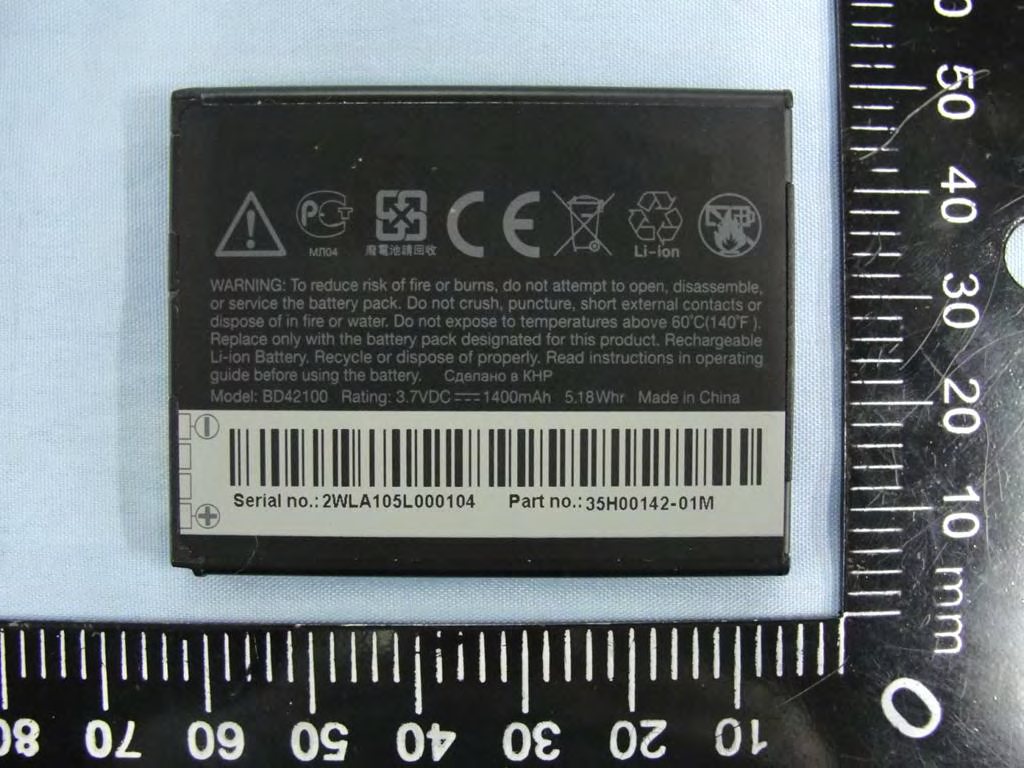 PCT
МЛ04
廢電池請回收
CE
Li-ion
WARNING: To reduce risk of fire or burns, do not attempt to open, disassemble,
or service the battery pack. Do not crush, puncture, short external contacts or
dispose of in fire or water. Do not expose to temperatures above 60°C(140°F ).
Replace only with the battery pack designated for this product. Rechargeable
Li-ion Battery. Recycle or dispose of properly. Read instructions in operating
guide before using the battery. Сделано в КНР
Model: BD42100 Rating: 3.7VDC⎓1400mAh 5.18Whr Made in China
Serial no.: 2WLA105L000104 Part no.: 35H00142-01M
50
40
30
20
10 mm
0
80 70 60 50 40 30 20 10